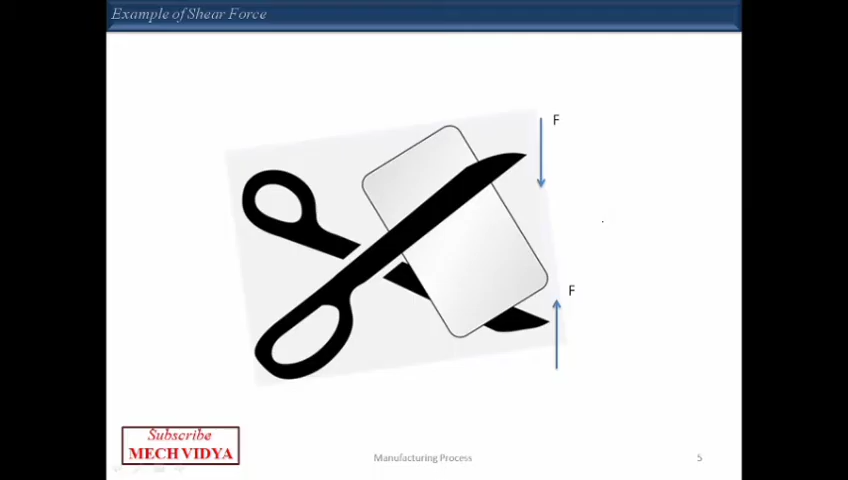 Example of Shear Force
F
F
Subscribe
MECH VIDYA
Manufacturing Process
5